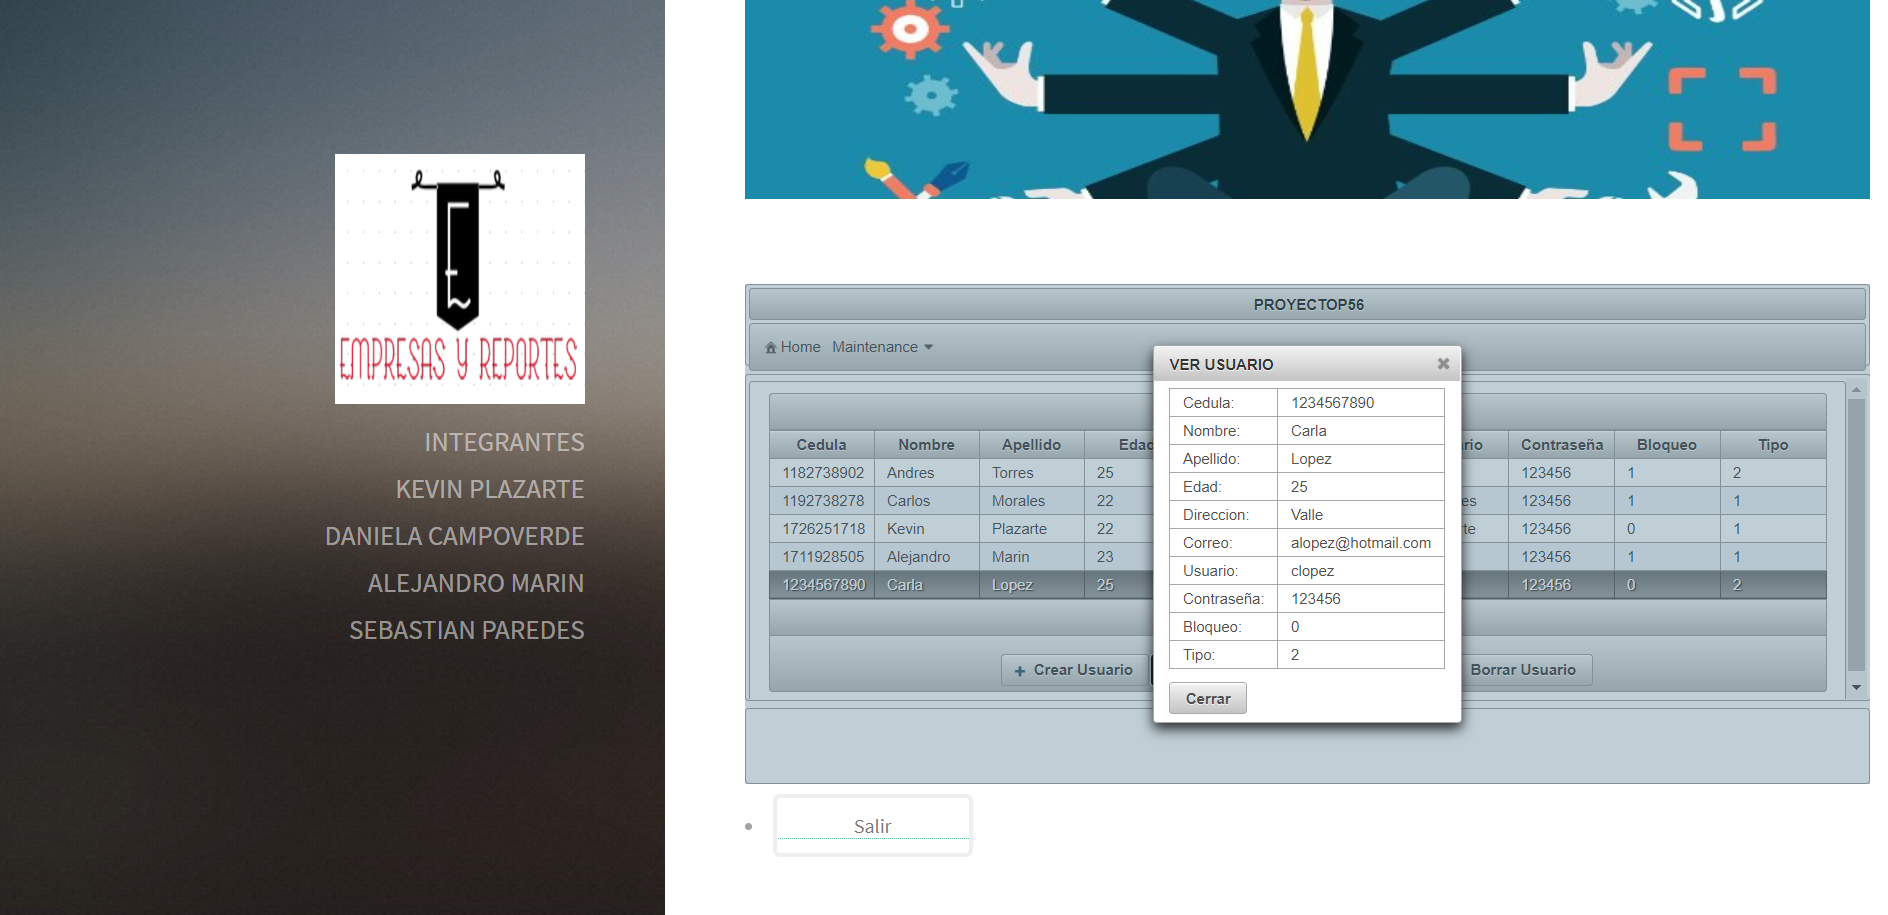 EMPRESAS Y REPORTES
INTEGRANTES
KEVIN PLAZARTE
DANIELA CAMPOVERDE
ALEJANDRO MARIN
SEBASTIAN PAREDES
PROYECTOP56
Home Maintenance
VER USUARIO
Cedula: 1234567890
Nombre: Carla
Apellido: Lopez
Edad: 25
Direccion: Valle
Correo: alopez@hotmail.com
Usuario: clopez
Contraseña: 123456
Bloqueo: 0
Tipo: 2
Cerrar
Cedula Nombre Apellido Edad Contraseña Bloqueo Tipo
1182738902 Andres Torres 25 123456 1 2
1192738278 Carlos Morales 22 es 123456 1 1
1726251718 Kevin Plazarte 22 te 123456 0 1
1711928505 Alejandro Marin 23 123456 1 1
1234567890 Carla Lopez 25 123456 0 2
Crear Usuario Borrar Usuario
Salir